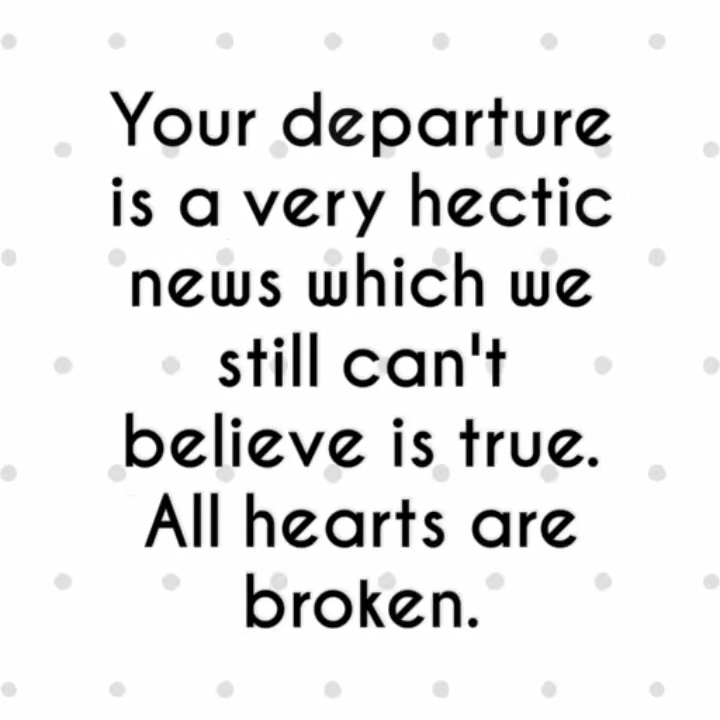 Your departure
is a very hectic
news which we
still can't
believe is true.
All hearts are
broken.